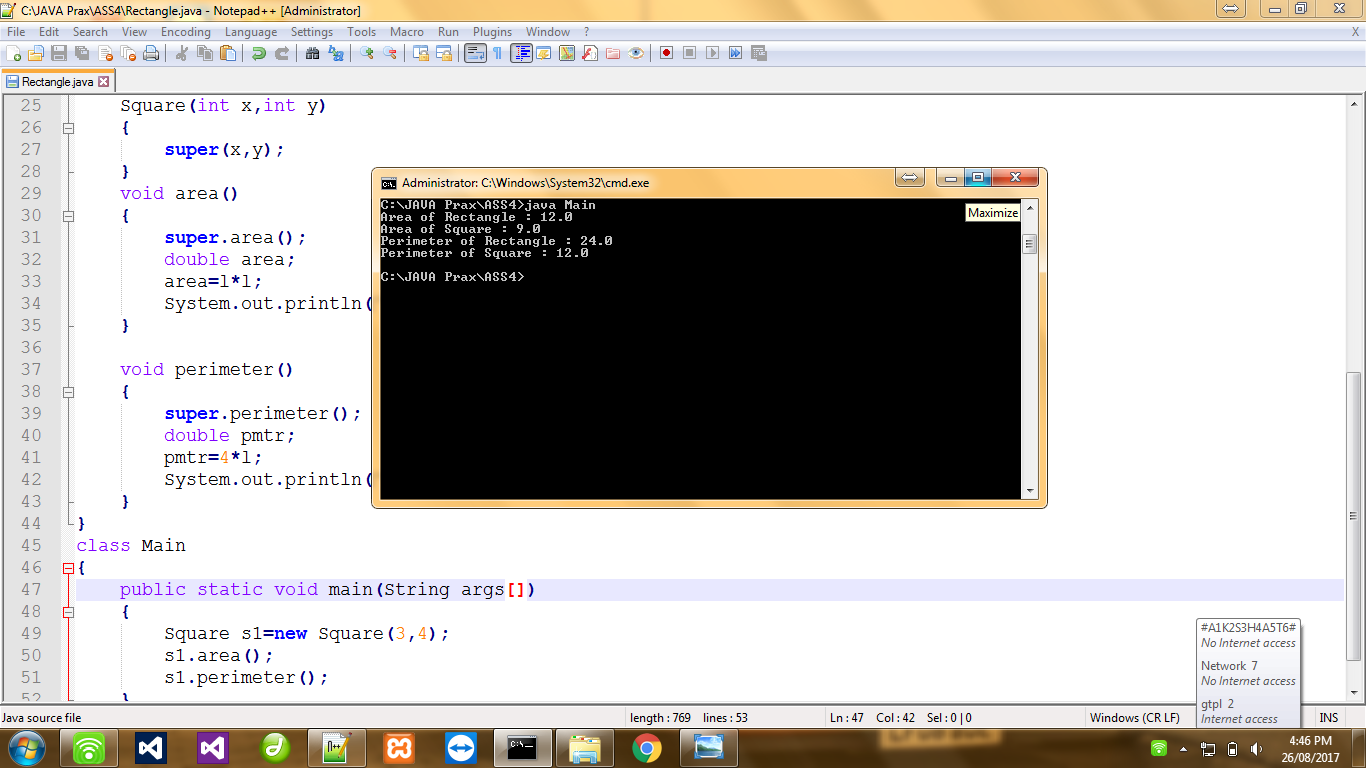 C:\JAVA Prax\ASS4\Rectangle.java - Notepad++ [Administrator]
File Edit Search View Encoding Language Settings Tools Macro Run Plugins Window ? X
Rectangle.java
25 Square(int x,int y)
26 {
27 super(x,y);
28 }
29 void area()
30 {
31 super.area();
32 double area;
33 area=l*l;
34 System.out.println(
35 }
36
37 void perimeter()
38 {
39 super.perimeter();
40 double pmtr;
41 pmtr=4*l;
42 System.out.println(
43 }
44 }
45 class Main
46 {
47 public static void main(String args[])
48 {
49 Square s1=new Square(3,4);
50 s1.area();
51 s1.perimeter();
52 }
Administrator: C:\Windows\System32\cmd.exe
Maximize
C:\JAVA Prax\ASS4>java Main
Area of Rectangle : 12.0
Area of Square : 9.0
Perimeter of Rectangle : 24.0
Perimeter of Square : 12.0
C:\JAVA Prax\ASS4>
#A1K2S3H4A5T6#
No Internet access
Network 7
No Internet access
gtpl 2
Internet access
Java source file length : 769 lines : 53 Ln : 47 Col : 42 Sel : 0 | 0 Windows (CR LF) INS
4:46 PM
26/08/2017